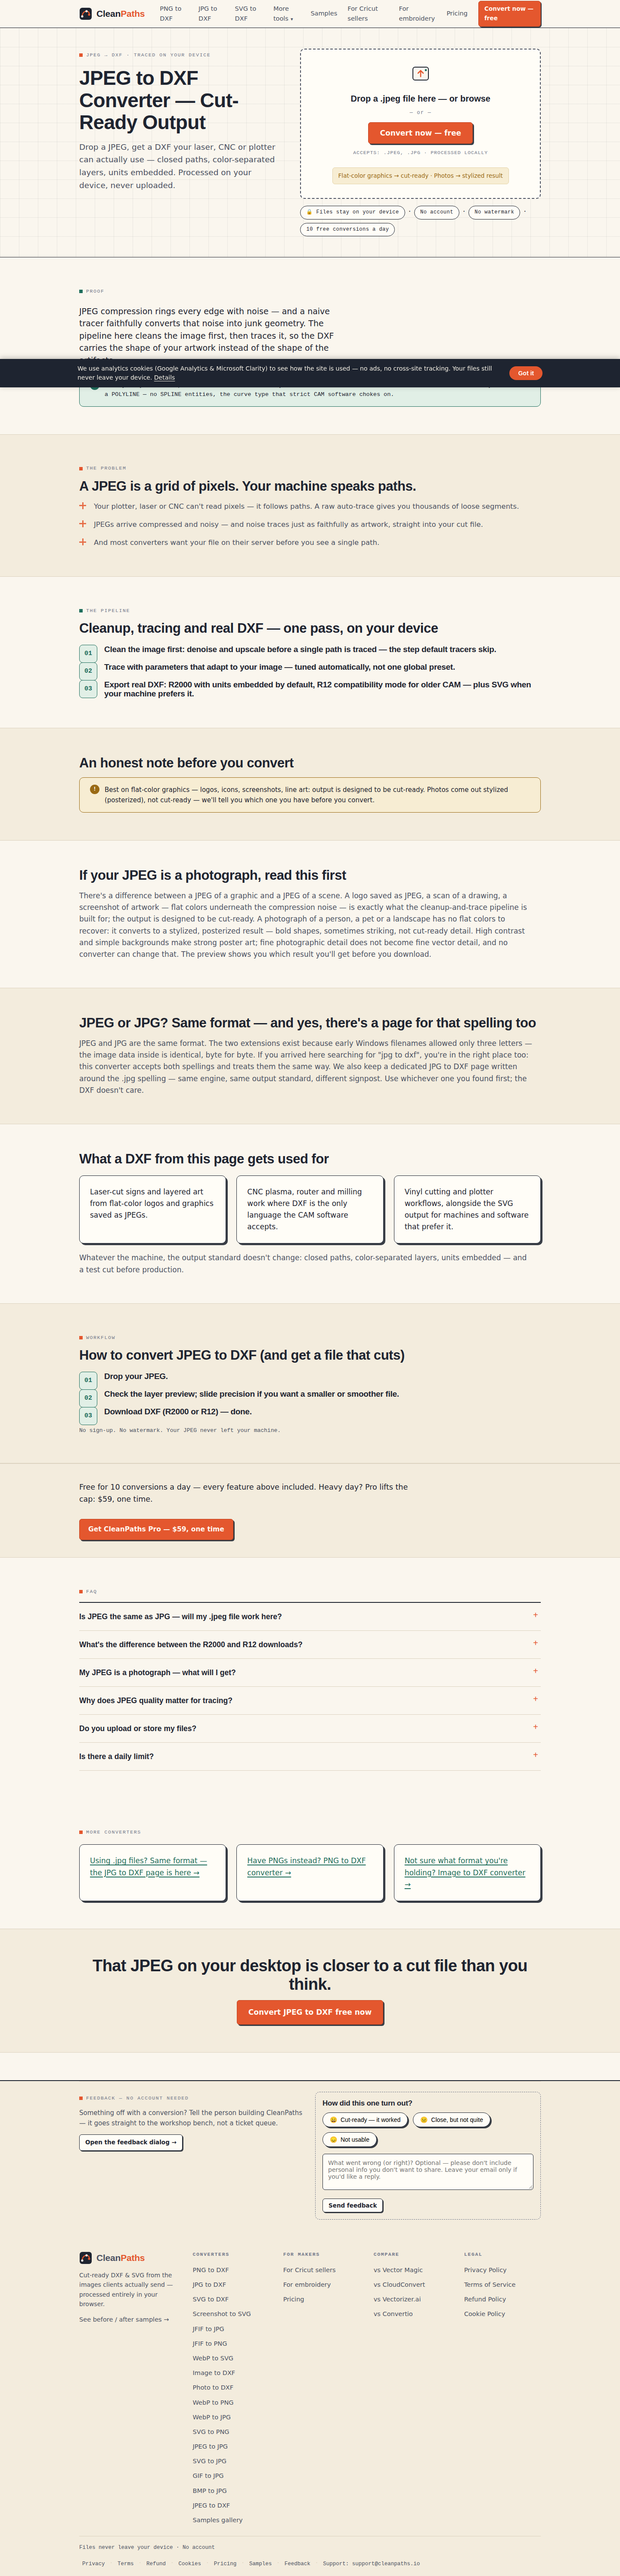 CleanPaths
PNG to DXF
JPG to DXF
SVG to DXF
More tools ▾
Samples
For Cricut sellers
For embroidery
Pricing
Convert now — free
JPEG → DXF · TRACED ON YOUR DEVICE
JPEG to DXF
Converter — Cut-
Ready Output
Drop a JPEG, get a DXF your laser, CNC or plotter
can actually use — closed paths, color-separated
layers, units embedded. Processed on your
device, never uploaded.
Drop a .jpeg file here — or browse
— or —
Convert now — free
ACCEPTS: .JPEG, .JPG · PROCESSED LOCALLY
Flat-color graphics → cut-ready · Photos → stylized result
🔒 Files stay on your device · No account · No watermark ·
10 free conversions a day
PROOF
JPEG compression rings every edge with noise — and a naive
tracer faithfully converts that noise into junk geometry. The
pipeline here cleans the image first, then traces it, so the DXF
carries the shape of your artwork instead of the shape of the
We use analytics cookies (Google Analytics & Microsoft Clarity) to see how the site is used — no ads, no cross-site tracking. Your files still
never leave your device. Details
Got it
a POLYLINE — no SPLINE entities, the curve type that strict CAM software chokes on.
THE PROBLEM
A JPEG is a grid of pixels. Your machine speaks paths.
Your plotter, laser or CNC can't read pixels — it follows paths. A raw auto-trace gives you thousands of loose segments.
JPEGs arrive compressed and noisy — and noise traces just as faithfully as artwork, straight into your cut file.
And most converters want your file on their server before you see a single path.
THE PIPELINE
Cleanup, tracing and real DXF — one pass, on your device
01 Clean the image first: denoise and upscale before a single path is traced — the step default tracers skip.
02 Trace with parameters that adapt to your image — tuned automatically, not one global preset.
03 Export real DXF: R2000 with units embedded by default, R12 compatibility mode for older CAM — plus SVG when
your machine prefers it.
An honest note before you convert
! Best on flat-color graphics — logos, icons, screenshots, line art: output is designed to be cut-ready. Photos come out stylized
(posterized), not cut-ready — we'll tell you which one you have before you convert.
If your JPEG is a photograph, read this first
There's a difference between a JPEG of a graphic and a JPEG of a scene. A logo saved as JPEG, a scan of a drawing, a
screenshot of artwork — flat colors underneath the compression noise — is exactly what the cleanup-and-trace pipeline is
built for; the output is designed to be cut-ready. A photograph of a person, a pet or a landscape has no flat colors to
recover: it converts to a stylized, posterized result — bold shapes, sometimes striking, not cut-ready detail. High contrast
and simple backgrounds make strong poster art; fine photographic detail does not become fine vector detail, and no
converter can change that. The preview shows you which result you'll get before you download.
JPEG or JPG? Same format — and yes, there's a page for that spelling too
JPEG and JPG are the same format. The two extensions exist because early Windows filenames allowed only three letters —
the image data inside is identical, byte for byte. If you arrived here searching for "jpg to dxf", you're in the right place too:
this converter accepts both spellings and treats them the same way. We also keep a dedicated JPG to DXF page written
around the .jpg spelling — same engine, same output standard, different signpost. Use whichever one you found first; the
DXF doesn't care.
What a DXF from this page gets used for
Laser-cut signs and layered art
from flat-color logos and graphics
saved as JPEGs.
CNC plasma, router and milling
work where DXF is the only
language the CAM software
accepts.
Vinyl cutting and plotter
workflows, alongside the SVG
output for machines and software
that prefer it.
Whatever the machine, the output standard doesn't change: closed paths, color-separated layers, units embedded — and
a test cut before production.
WORKFLOW
How to convert JPEG to DXF (and get a file that cuts)
01 Drop your JPEG.
02 Check the layer preview; slide precision if you want a smaller or smoother file.
03 Download DXF (R2000 or R12) — done.
No sign-up. No watermark. Your JPEG never left your machine.
Free for 10 conversions a day — every feature above included. Heavy day? Pro lifts the
cap: $59, one time.
Get CleanPaths Pro — $59, one time
FAQ
Is JPEG the same as JPG — will my .jpeg file work here? +
What's the difference between the R2000 and R12 downloads? +
My JPEG is a photograph — what will I get? +
Why does JPEG quality matter for tracing? +
Do you upload or store my files? +
Is there a daily limit? +
MORE CONVERTERS
Using .jpg files? Same format —
the JPG to DXF page is here →
Have PNGs instead? PNG to DXF
converter →
Not sure what format you're
holding? Image to DXF converter
→
That JPEG on your desktop is closer to a cut file than you
think.
Convert JPEG to DXF free now
FEEDBACK — NO ACCOUNT NEEDED
Something off with a conversion? Tell the person building CleanPaths
— it goes straight to the workshop bench, not a ticket queue.
Open the feedback dialog →
How did this one turn out?
Cut-ready — it worked
Close, but not quite
Not usable
What went wrong (or right)? Optional — please don't include
personal info you don't want to share. Leave your email only if
you'd like a reply.
Send feedback
CleanPaths
Cut-ready DXF & SVG from the
images clients actually send —
processed entirely in your
browser.
See before / after samples →
CONVERTERS
PNG to DXF
JPG to DXF
SVG to DXF
Screenshot to SVG
JFIF to JPG
JFIF to PNG
WebP to SVG
Image to DXF
Photo to DXF
WebP to PNG
WebP to JPG
SVG to PNG
JPEG to JPG
SVG to JPG
GIF to JPG
BMP to JPG
JPEG to DXF
Samples gallery
FOR MAKERS
For Cricut sellers
For embroidery
Pricing
COMPARE
vs Vector Magic
vs CloudConvert
vs Vectorizer.ai
vs Convertio
LEGAL
Privacy Policy
Terms of Service
Refund Policy
Cookie Policy
Files never leave your device · No account
Privacy Terms Refund Cookies Pricing Samples Feedback Support: support@cleanpaths.io